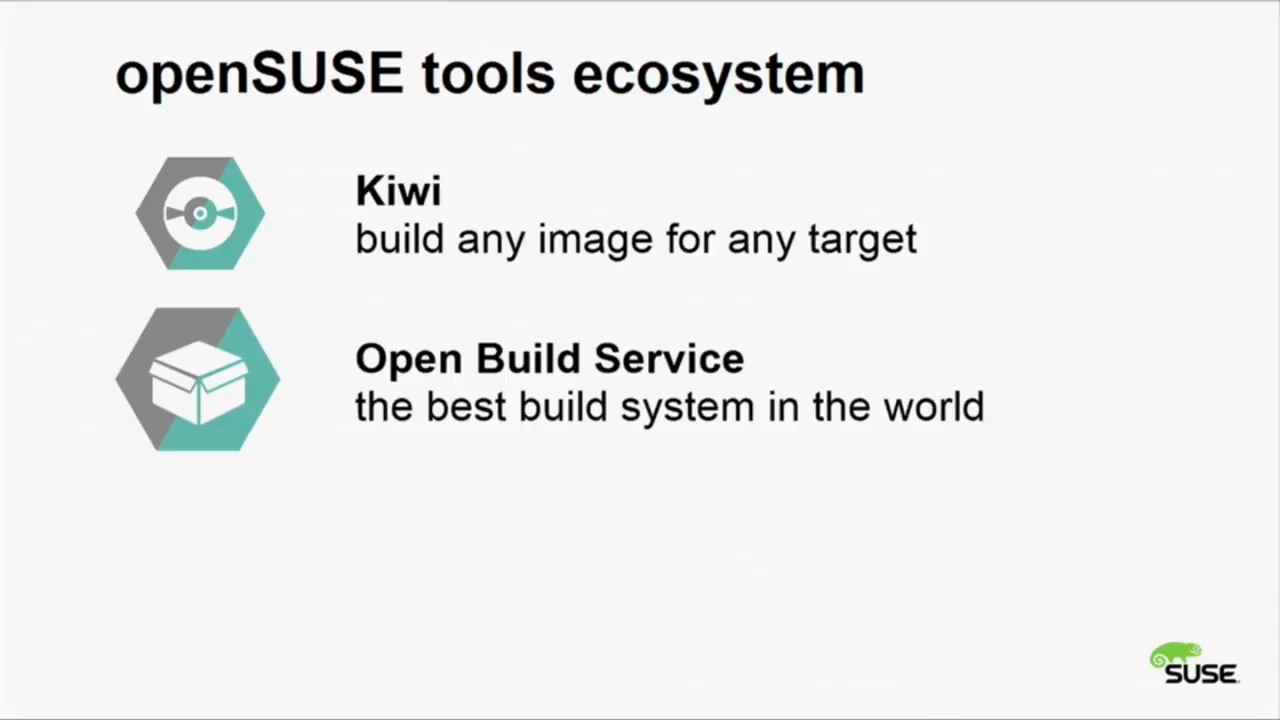 openSUSE tools ecosystem
Kiwi
build any image for any target
Open Build Service
the best build system in the world
SUSE